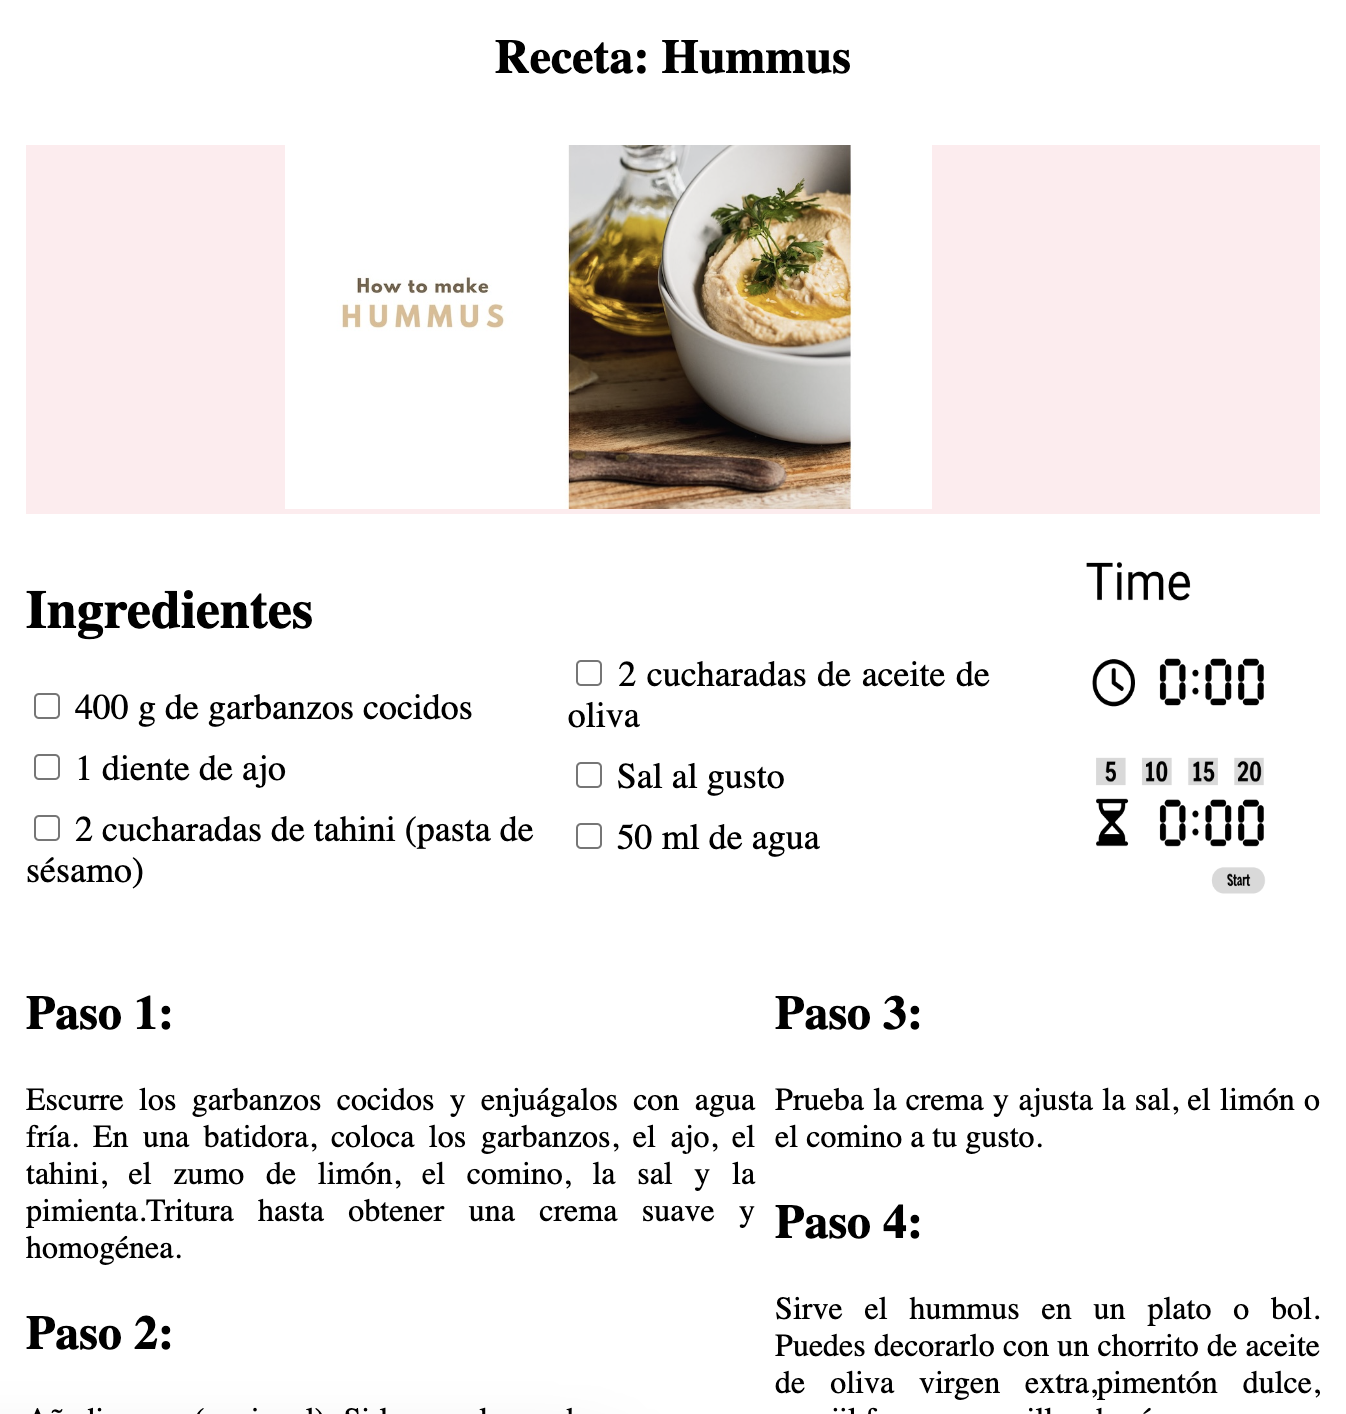 Receta: Hummus
How to make
HUMMUS
Ingredientes
400 g de garbanzos cocidos
1 diente de ajo
2 cucharadas de tahini (pasta de
sésamo)
2 cucharadas de aceite de
oliva
Sal al gusto
50 ml de agua
Time
0:00
5 10 15 20
0:00
Start
Paso 1:
Escurre los garbanzos cocidos y enjuágalos con agua
fría. En una batidora, coloca los garbanzos, el ajo, el
tahini, el zumo de limón, el comino, la sal y la
pimienta.Tritura hasta obtener una crema suave y
homogénea.
Paso 2:
Paso 3:
Prueba la crema y ajusta la sal, el limón o
el comino a tu gusto.
Paso 4:
Sirve el hummus en un plato o bol.
Puedes decorarlo con un chorrito de aceite
de oliva virgen extra,pimentón dulce,